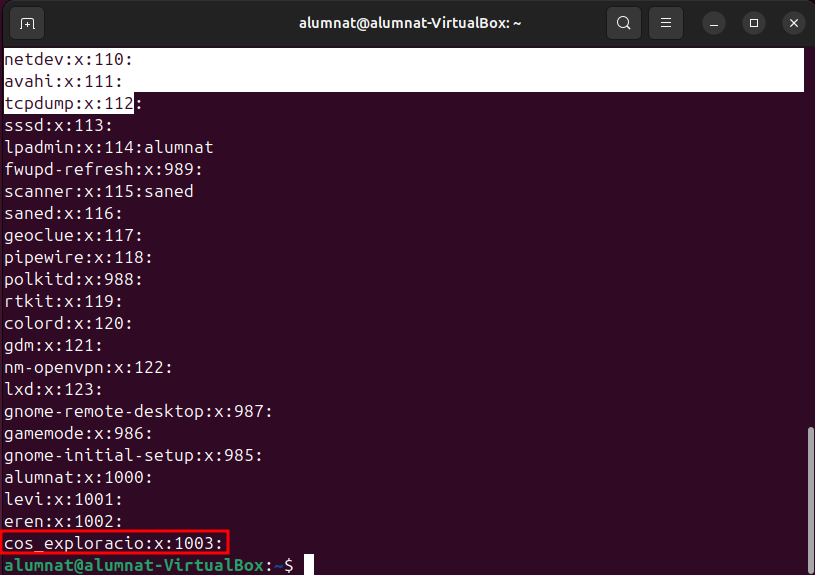 alumnat@alumnat-VirtualBox: ~
netdev:x:110:
avahi:x:111:
tcpdump:x:112:
sssd:x:113:
lpadmin:x:114:alumnat
fwupd-refresh:x:989:
scanner:x:115:saned
saned:x:116:
geoclue:x:117:
pipewire:x:118:
polkitd:x:988:
rtkit:x:119:
colord:x:120:
gdm:x:121:
nm-openvpn:x:122:
lxd:x:123:
gnome-remote-desktop:x:987:
gamemode:x:986:
gnome-initial-setup:x:985:
alumnat:x:1000:
levi:x:1001:
eren:x:1002:
cos_exploracio:x:1003:
alumnat@alumnat-VirtualBox:~$